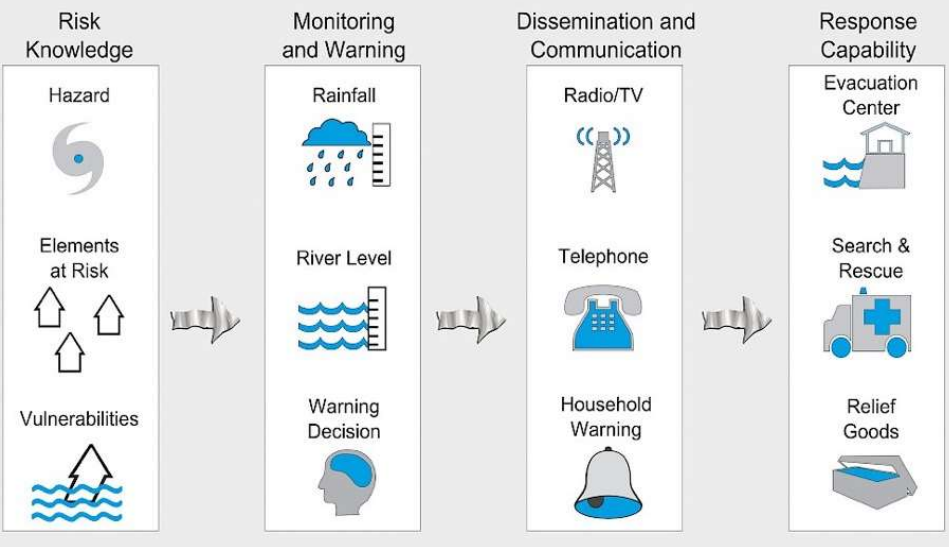 Risk
Knowledge
Hazard
Elements
at Risk
Vulnerabilities
Monitoring
and Warning
Rainfall
River Level
Warning
Decision
Dissemination and
Communication
Radio/TV
Telephone
Household
Warning
Response
Capability
Evacuation
Center
Search &
Rescue
Relief
Goods